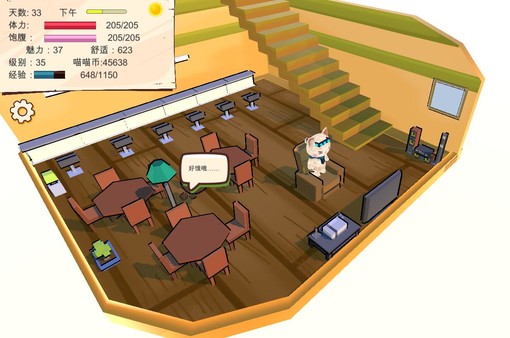 天数: 33 下午
体力: 205/205
饱腹: 205/205
魅力: 37 舒适: 623
级别: 35 喵喵币:45638
经验: 648/1150
好饿哦……